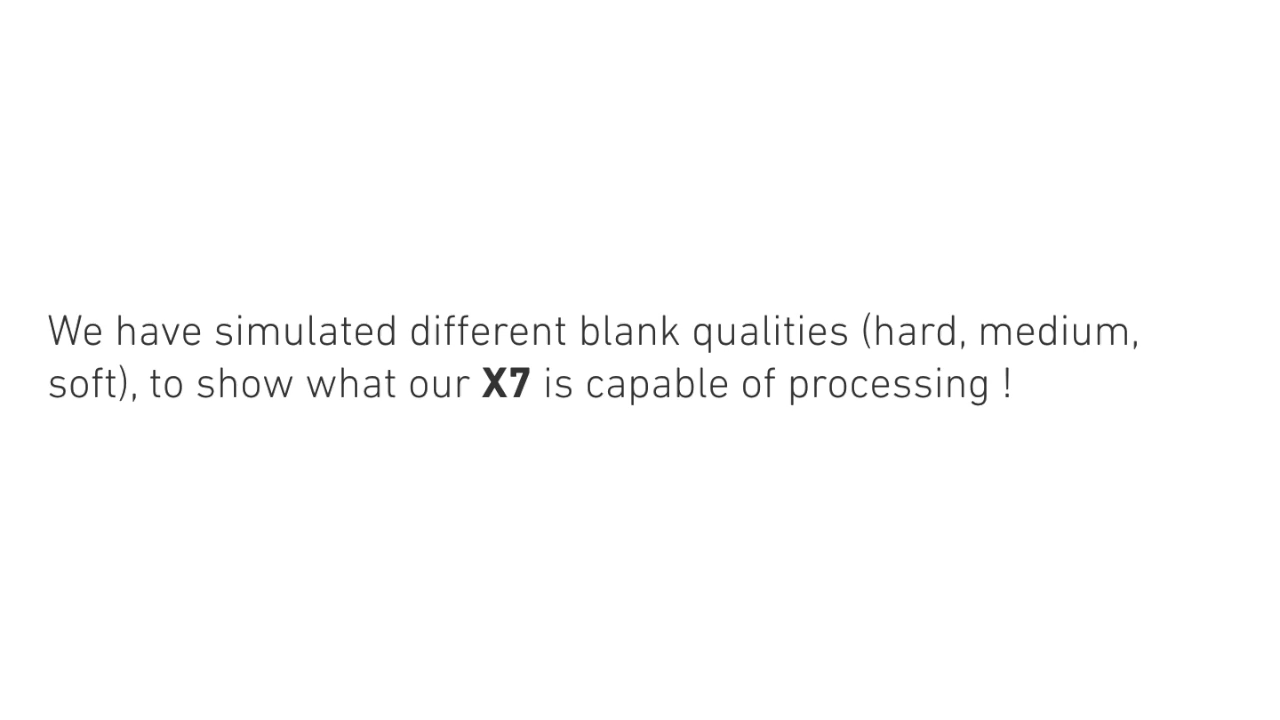 We have simulated different blank qualities (hard, medium,
soft), to show what our X7 is capable of processing !